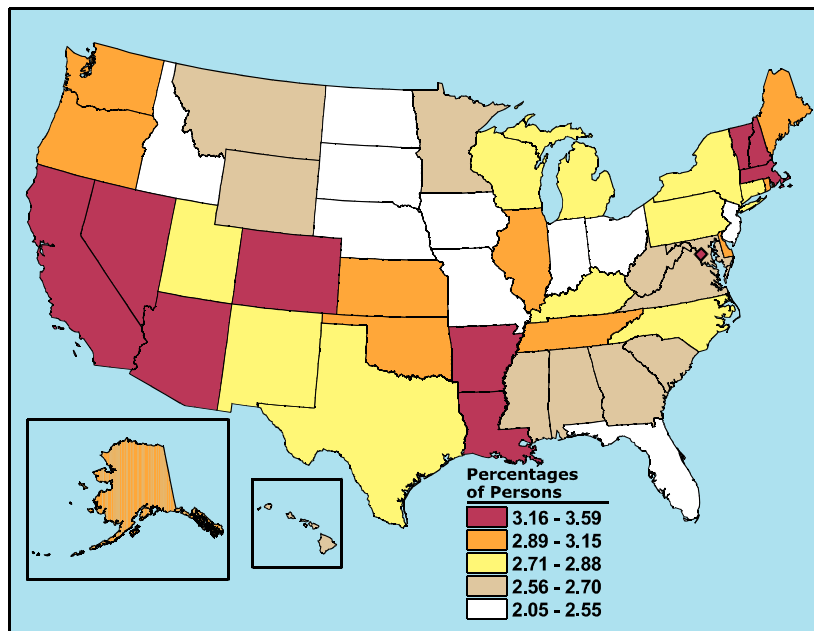 Percentages
of Persons
3.16 - 3.59
2.89 - 3.15
2.71 - 2.88
2.56 - 2.70
2.05 - 2.55